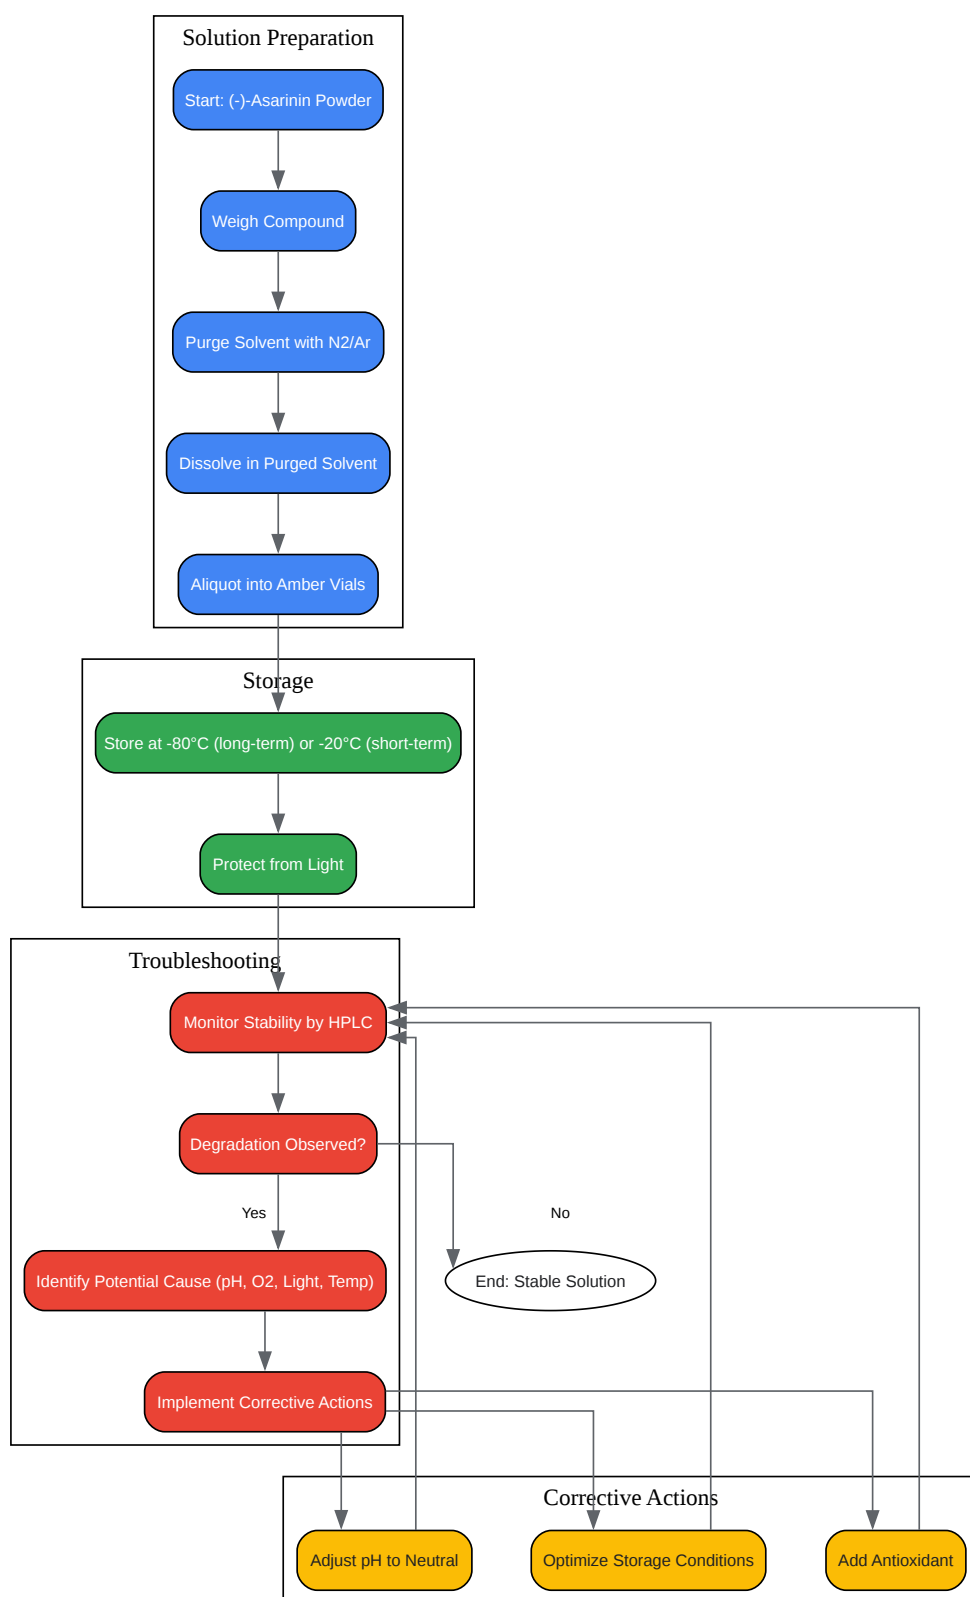 Solution Preparation
Start: (-)-Asarinin Powder
Weigh Compound
Purge Solvent with N2/Ar
Dissolve in Purged Solvent
Aliquot into Amber Vials
Storage
Store at -80°C (long-term) or -20°C (short-term)
Protect from Light
Troubleshooting
Monitor Stability by HPLC
Degradation Observed?
Yes
No
Identify Potential Cause (pH, O2, Light, Temp)
End: Stable Solution
Implement Corrective Actions
Corrective Actions
Adjust pH to Neutral
Optimize Storage Conditions
Add Antioxidant